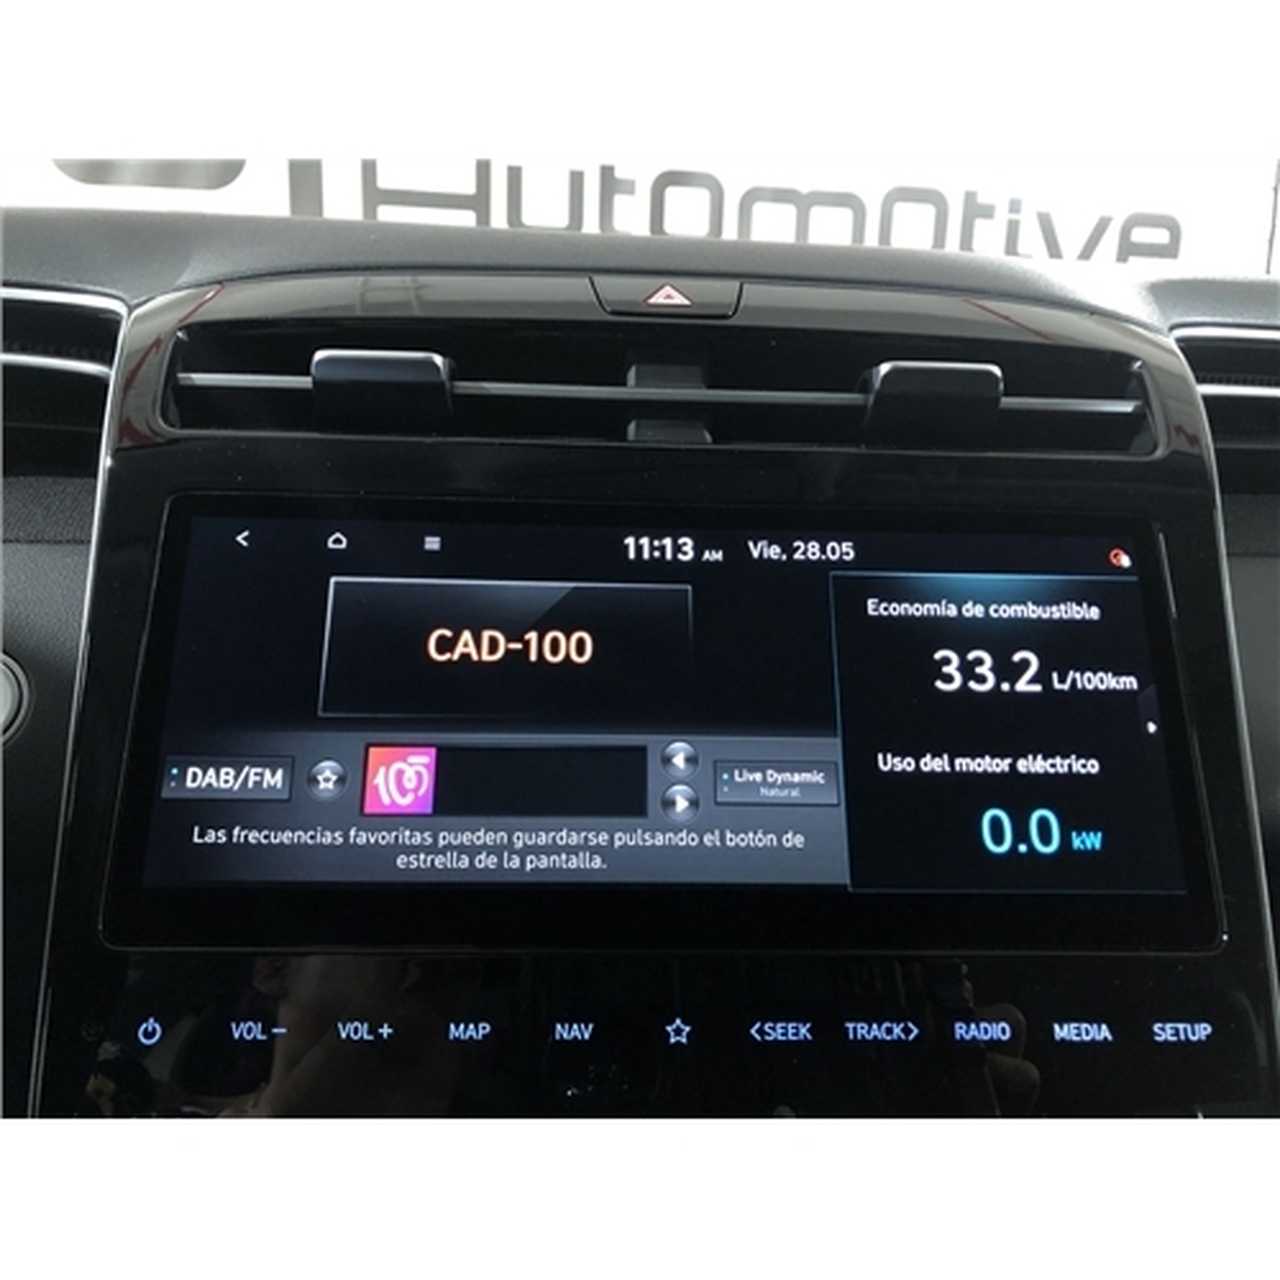 Automotive
11:13 AM Vie, 28.05
CAD-100
Economía de combustible
33.2 L/100km
Uso del motor eléctrico
0.0 kW
DAB/FM
100
Live Dynamic
Natural
Las frecuencias favoritas pueden guardarse pulsando el botón de
estrella de la pantalla.
VOL− VOL+ MAP NAV <SEEK TRACK> RADIO MEDIA SETUP